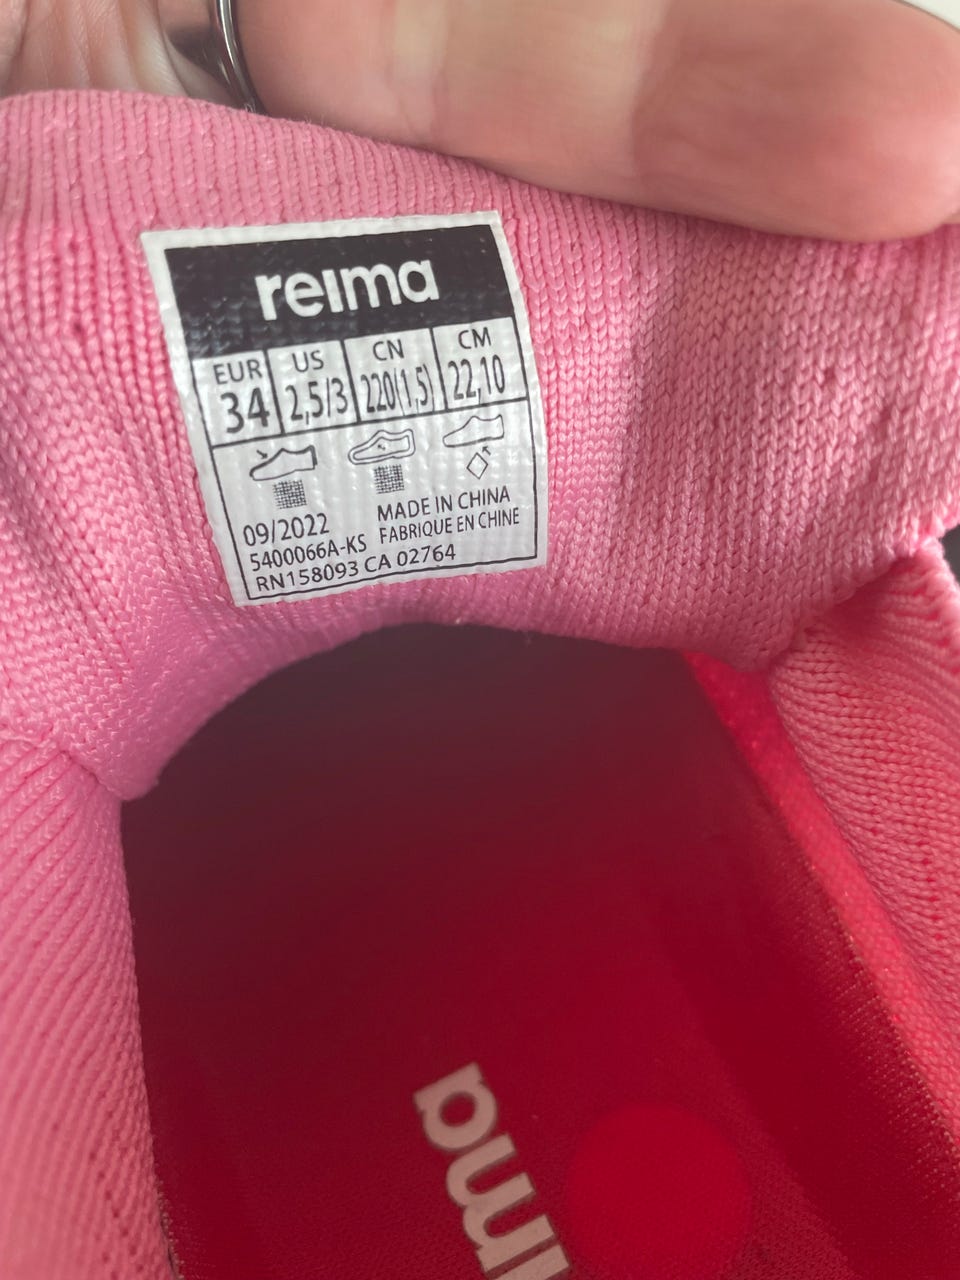 reima
EUR US CN CM
34 2,5/3 220(1,5) 22,10
09/2022
MADE IN CHINA
5400066A-KS FABRIQUE EN CHINE
RN158093 CA 02764
ima